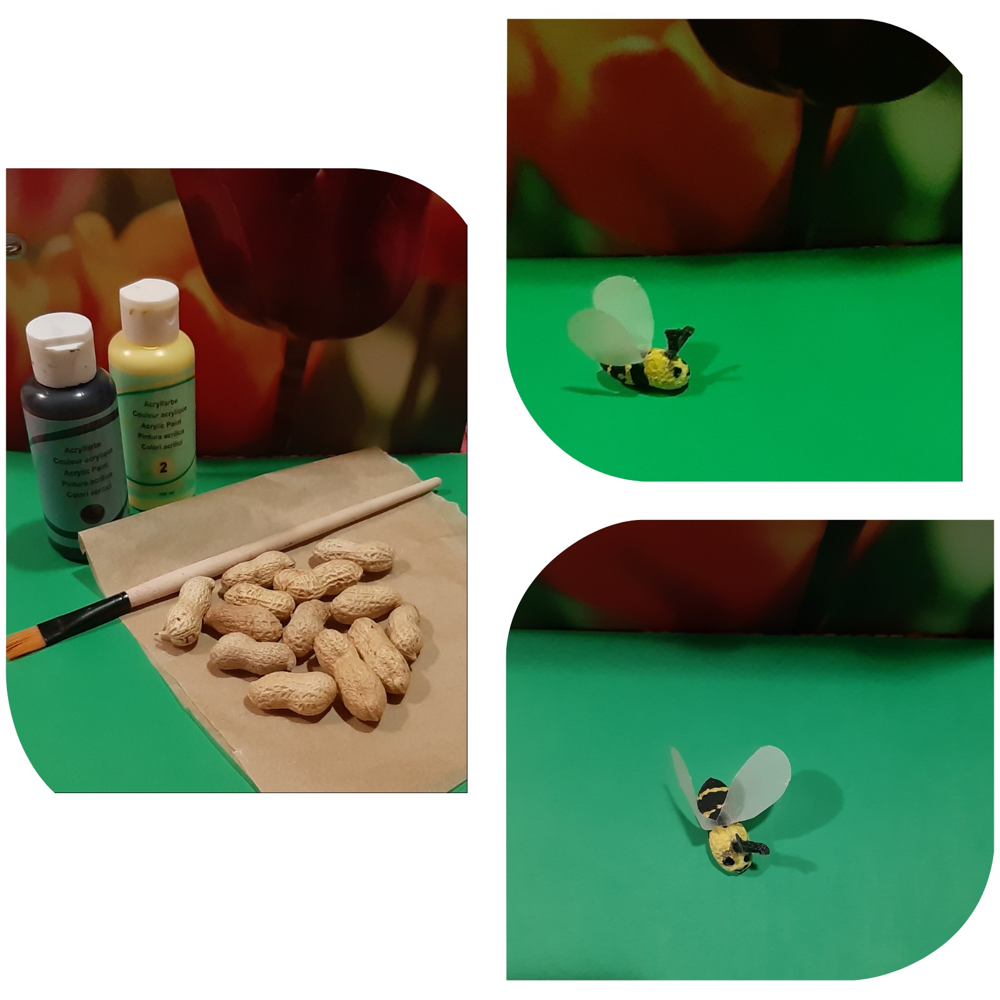 Acrylfarbe
Couleur acrylique
Acrylic Paint
Pintura acrílica
Colori acrilici
Acrylfarbe
Couleur acrylique
Acrylic Paint
Pintura acrílica
Colori acrilici
2